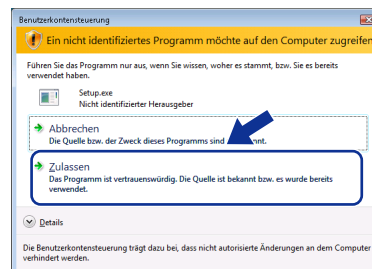 Benutzerkontensteuerung
Ein nicht identifiziertes Programm möchte auf den Computer zugreifen
Führen Sie das Programm nur aus, wenn Sie wissen, woher es stammt, bzw. Sie es bereits
verwendet haben.
Setup.exe
Nicht identifizierter Herausgeber
Abbrechen
Die Quelle bzw. der Zweck dieses Programms sind
Zulassen
Das Programm ist vertrauenswürdig. Die Quelle ist bekannt bzw. es wurde bereits
verwendet.
Details
Die Benutzerkontensteuerung trägt dazu bei, dass nicht autorisierte Änderungen an dem Computer
verhindert werden.